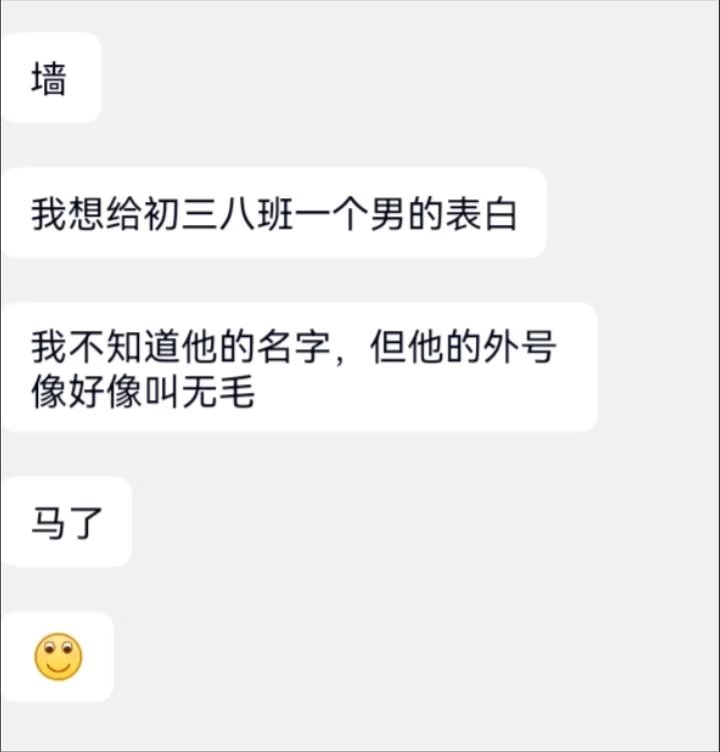 墙
我想给初三八班一个男的表白
我不知道他的名字，但他的外号
像好像叫无毛
马了